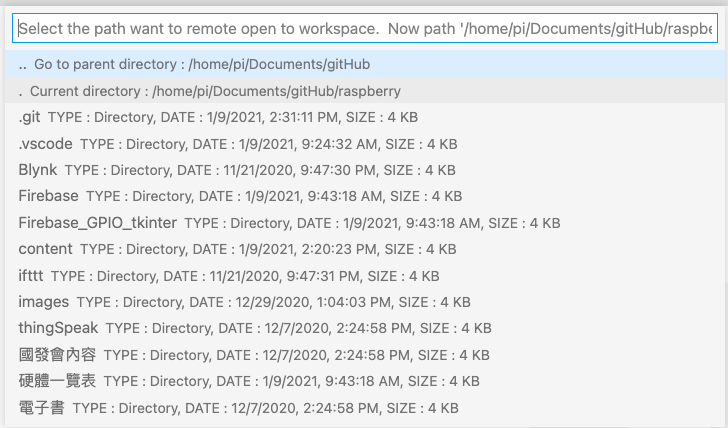 Select the path want to remote open to workspace.  Now path '/home/pi/Documents/gitHub/raspbe
..  Go to parent directory : /home/pi/Documents/gitHub
.  Current directory : /home/pi/Documents/gitHub/raspberry
.git  TYPE : Directory, DATE : 1/9/2021, 2:31:11 PM, SIZE : 4 KB
.vscode  TYPE : Directory, DATE : 1/9/2021, 9:24:32 AM, SIZE : 4 KB
Blynk  TYPE : Directory, DATE : 11/21/2020, 9:47:30 PM, SIZE : 4 KB
Firebase  TYPE : Directory, DATE : 1/9/2021, 9:43:18 AM, SIZE : 4 KB
Firebase_GPIO_tkinter  TYPE : Directory, DATE : 1/9/2021, 9:43:18 AM, SIZE : 4 KB
content  TYPE : Directory, DATE : 1/9/2021, 2:20:23 PM, SIZE : 4 KB
ifttt  TYPE : Directory, DATE : 11/21/2020, 9:47:31 PM, SIZE : 4 KB
images  TYPE : Directory, DATE : 12/29/2020, 1:04:03 PM, SIZE : 4 KB
thingSpeak  TYPE : Directory, DATE : 12/7/2020, 2:24:58 PM, SIZE : 4 KB
國發會內容  TYPE : Directory, DATE : 12/7/2020, 2:24:58 PM, SIZE : 4 KB
硬體一覽表  TYPE : Directory, DATE : 1/9/2021, 9:43:18 AM, SIZE : 4 KB
電子書  TYPE : Directory, DATE : 12/7/2020, 2:24:58 PM, SIZE : 4 KB